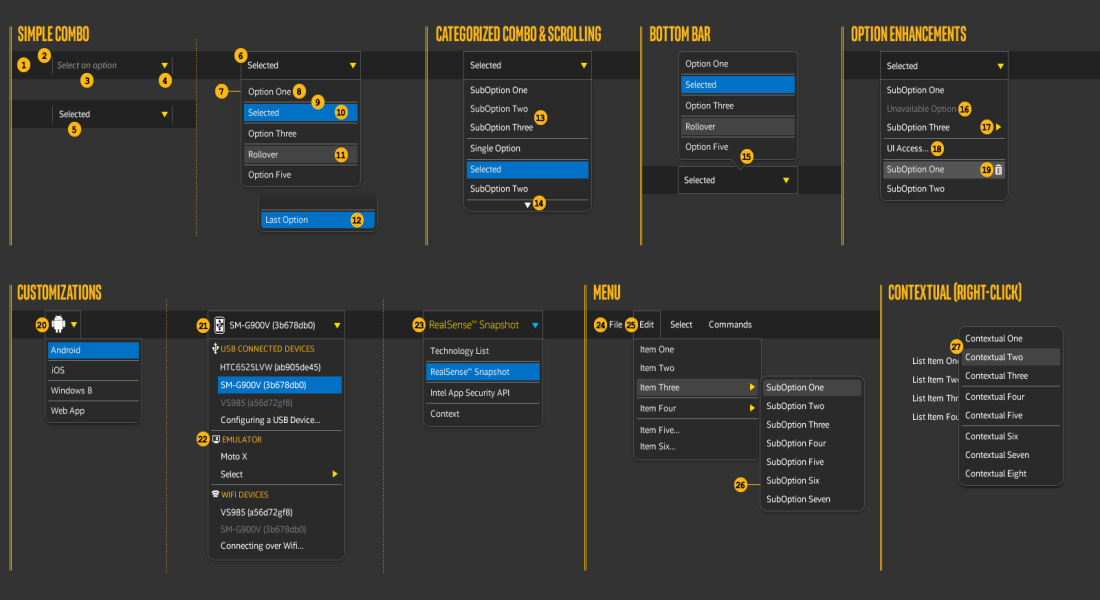 SIMPLE COMBO
1
2
Select an option
3
4
Selected
5
6
Selected
7
Option One
8
9
Selected
10
Option Three
Rollover
11
Option Five
Last Option
12
CATEGORIZED COMBO & SCROLLING
Selected
SubOption One
SubOption Two
13
SubOption Three
Single Option
Selected
SubOption Two
14
BOTTOM BAR
Option One
Selected
Option Three
Rollover
Option Five
15
Selected
OPTION ENHANCEMENTS
Selected
SubOption One
Unavailable Option
16
SubOption Three
17
UI Access...
18
SubOption One
19
SubOption Two
CUSTOMIZATIONS
20
Android
iOS
Windows 8
Web App
21
SM-G900V (3b678db0)
USB CONNECTED DEVICES
HTC6525LVW (ab905de45)
SM-G900V (3b678db0)
VS985 (a56d72gf8)
Configuring a USB Device...
22
EMULATOR
Moto X
Select
WIFI DEVICES
VS985 (a56d72gf8)
SM-G900V (3b678db0)
Connecting over Wifi...
23
RealSense™ Snapshot
Technology List
RealSense™ Snapshot
Intel App Security API
Context
MENU
24
File
25
Edit
Select
Commands
Item One
Item Two
Item Three
Item Four
Item Five...
Item Six...
SubOption One
SubOption Two
SubOption Three
SubOption Four
SubOption Five
26
SubOption Six
SubOption Seven
CONTEXTUAL (RIGHT-CLICK)
List Item One
List Item Two
List Item Thr
List Item Fou
27
Contextual One
Contextual Two
Contextual Three
Contextual Four
Contextual Five
Contextual Six
Contextual Seven
Contextual Eight